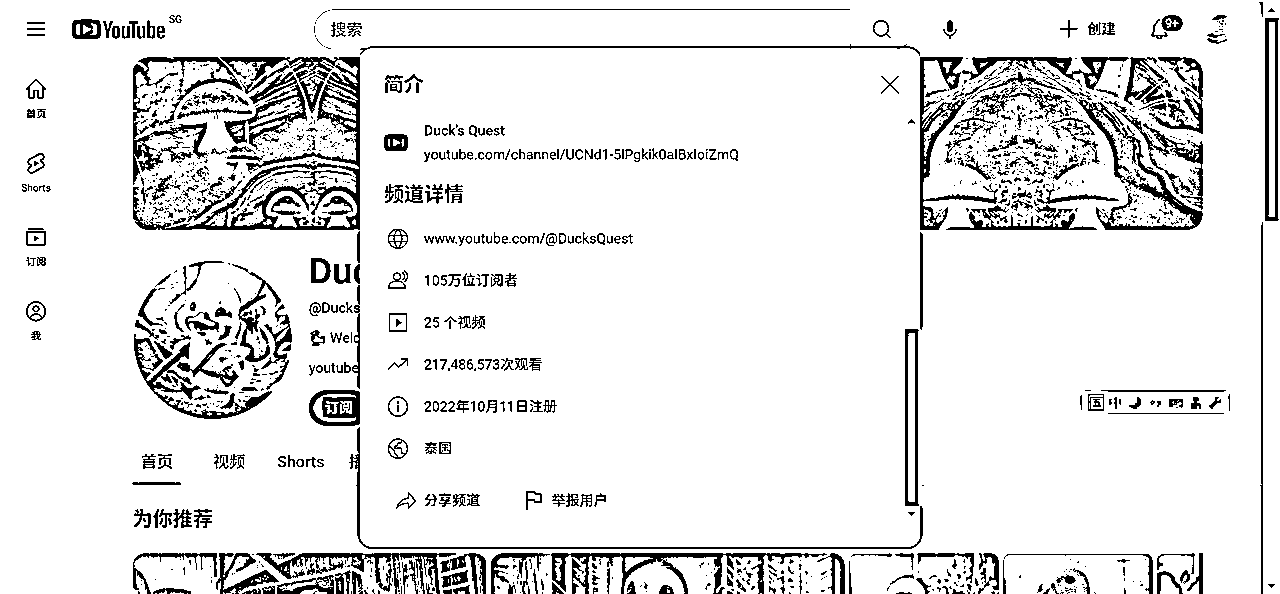 YouTube SG
搜索
创建
9+
首页
Shorts
订阅
我
简介
Duck's Quest
youtube.com/channel/UCNd1-5IPgkik0alBxIoiZmQ
频道详情
www.youtube.com/@DucksQuest
105万位订阅者
25 个视频
217,486,573次观看
2022年10月11日注册
泰国
分享频道
举报用户
Duc
@Ducks
Welc
youtube
订阅
首页
视频
Shorts
为你推荐
五 中